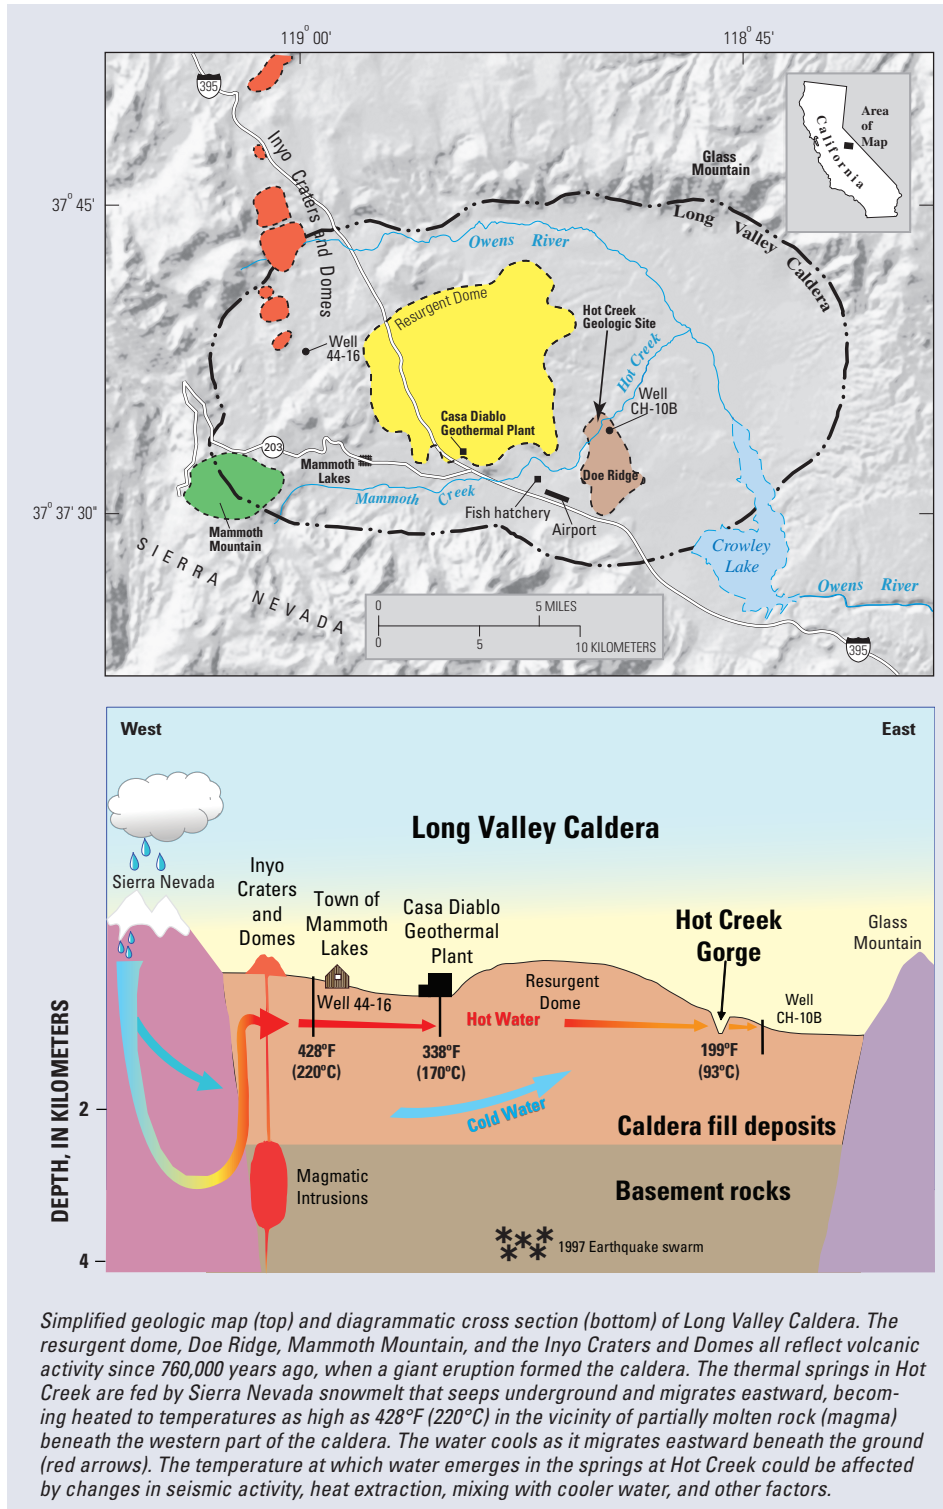 119° 00'
118° 45'
395
Inyo Craters and Domes
Area
of
Map
California
Glass
Mountain
37° 45'
Long Valley Caldera
Owens River
Resurgent Dome
Hot Creek
Geologic Site
Well
44-16
Hot Creek
Well
CH-10B
Casa Diablo
Geothermal Plant
203
Mammoth
Lakes
Doe Ridge
Mammoth Creek
Fish hatchery
37° 37' 30"
Airport
Mammoth
Mountain
Crowley
Lake
SIERRA NEVADA
Owens River
0 5 MILES
0 5 10 KILOMETERS
395
West
East
Long Valley Caldera
Sierra Nevada
Inyo
Craters
and
Domes
Town of
Mammoth
Lakes
Casa Diablo
Geothermal
Plant
Hot Creek
Gorge
Glass
Mountain
Resurgent
Dome
Well 44-16
Well
CH-10B
Hot Water
428°F
(220°C)
338°F
(170°C)
199°F
(93°C)
DEPTH, IN KILOMETERS
2
Cold Water
Caldera fill deposits
Magmatic
Intrusions
Basement rocks
1997 Earthquake swarm
4
Simplified geologic map (top) and diagrammatic cross section (bottom) of Long Valley Caldera. The
resurgent dome, Doe Ridge, Mammoth Mountain, and the Inyo Craters and Domes all reflect volcanic
activity since 760,000 years ago, when a giant eruption formed the caldera. The thermal springs in Hot
Creek are fed by Sierra Nevada snowmelt that seeps underground and migrates eastward, becom-
ing heated to temperatures as high as 428°F (220°C) in the vicinity of partially molten rock (magma)
beneath the western part of the caldera. The water cools as it migrates eastward beneath the ground
(red arrows). The temperature at which water emerges in the springs at Hot Creek could be affected
by changes in seismic activity, heat extraction, mixing with cooler water, and other factors.